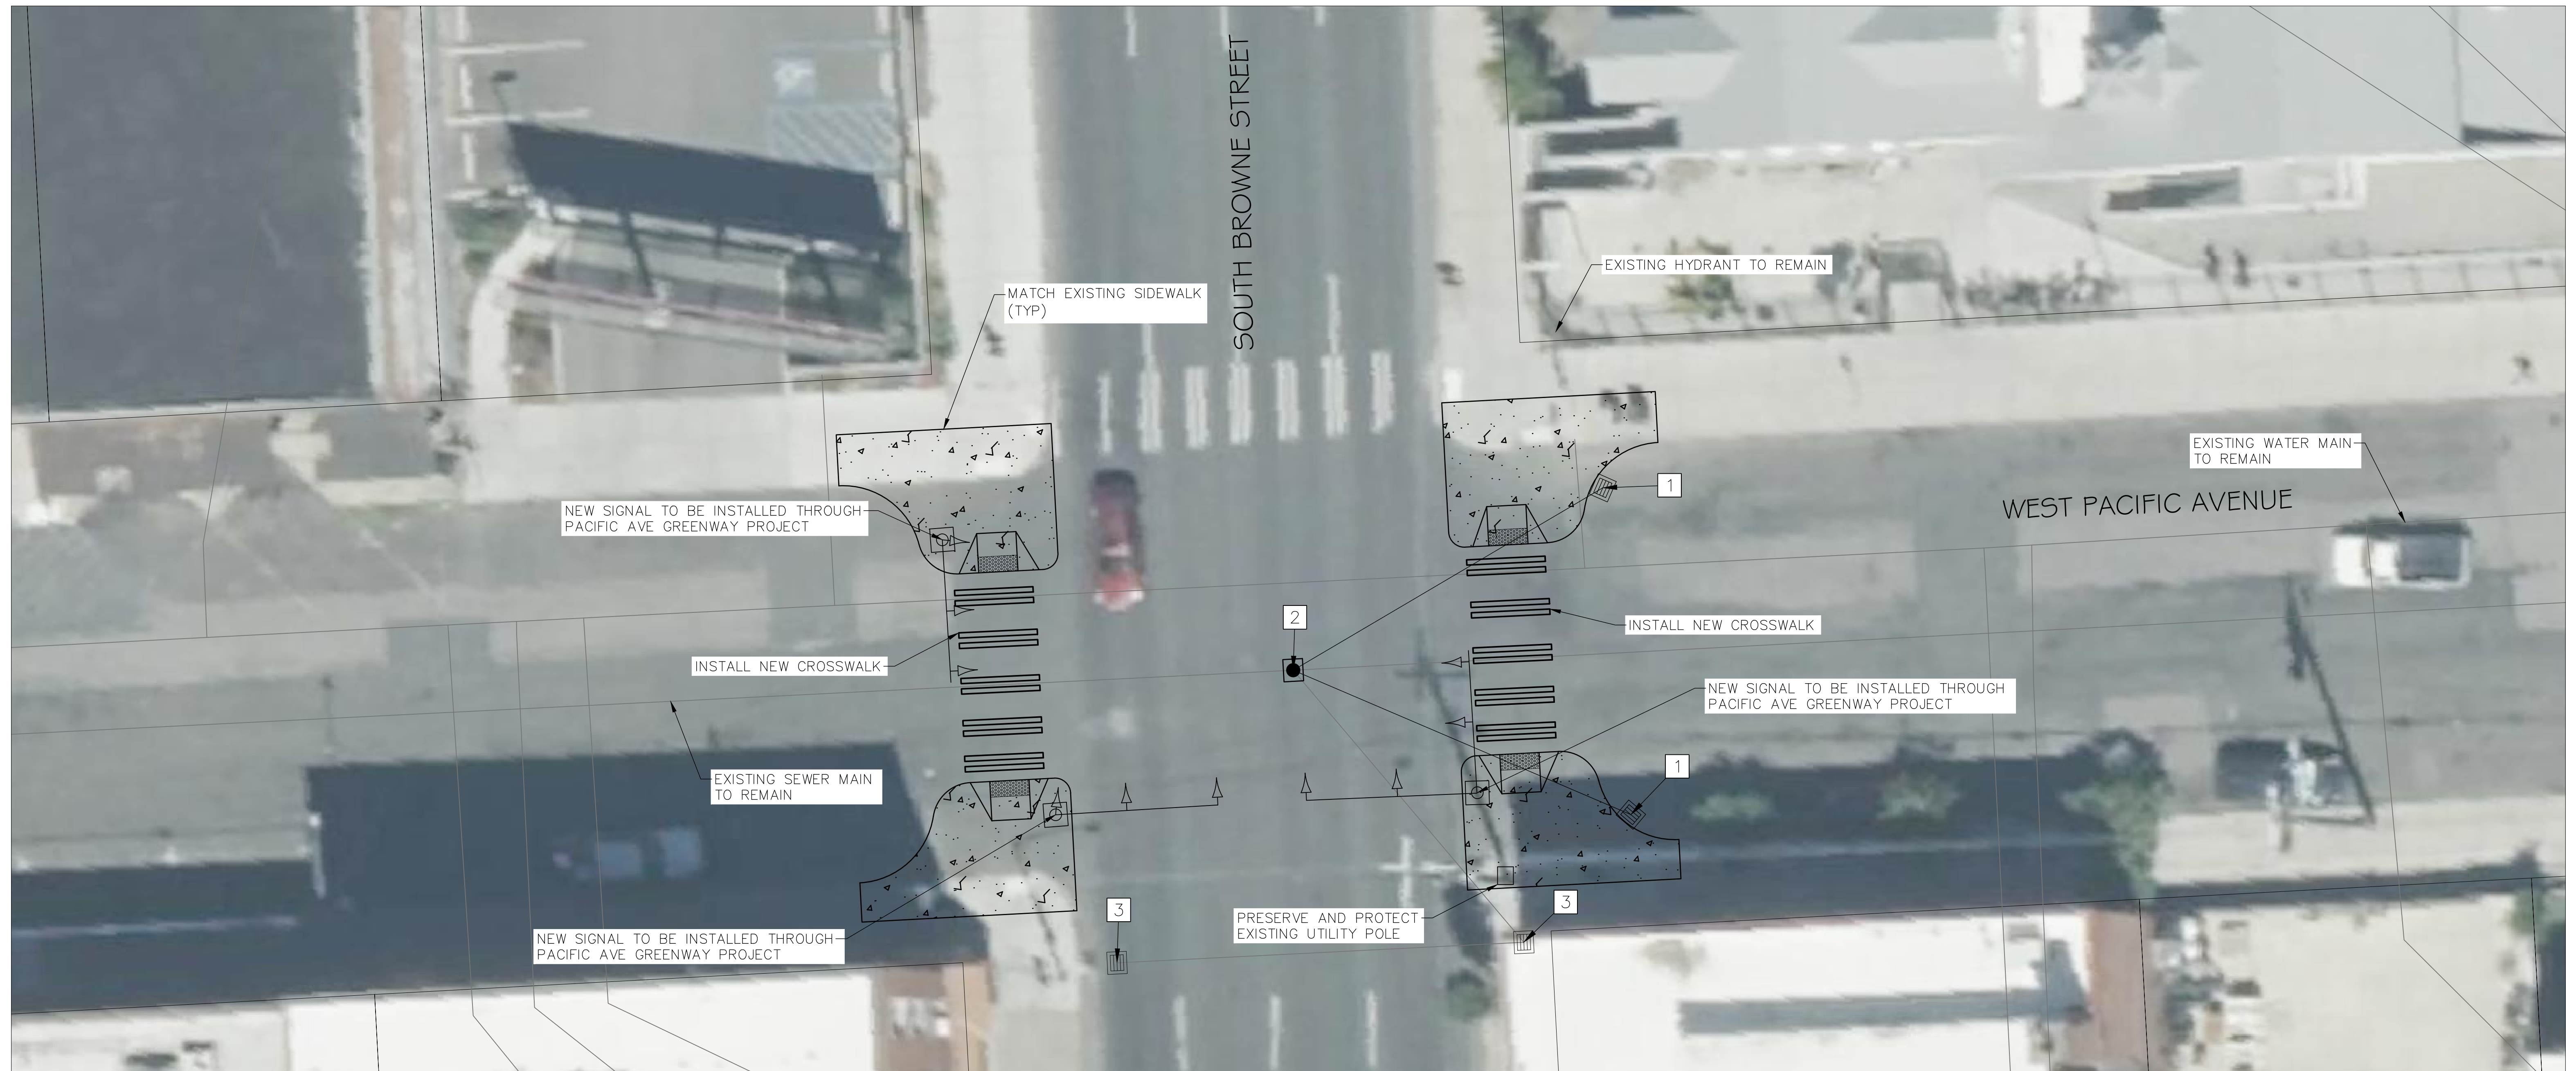 SOUTH BROWNE STREET
EXISTING HYDRANT TO REMAIN
MATCH EXISTING SIDEWALK
(TYP)
EXISTING WATER MAIN
TO REMAIN
1
WEST PACIFIC AVENUE
NEW SIGNAL TO BE INSTALLED THROUGH
PACIFIC AVE GREENWAY PROJECT
2
INSTALL NEW CROSSWALK
INSTALL NEW CROSSWALK
NEW SIGNAL TO BE INSTALLED THROUGH
PACIFIC AVE GREENWAY PROJECT
1
EXISTING SEWER MAIN
TO REMAIN
3
3
PRESERVE AND PROTECT
EXISTING UTILITY POLE
NEW SIGNAL TO BE INSTALLED THROUGH
PACIFIC AVE GREENWAY PROJECT